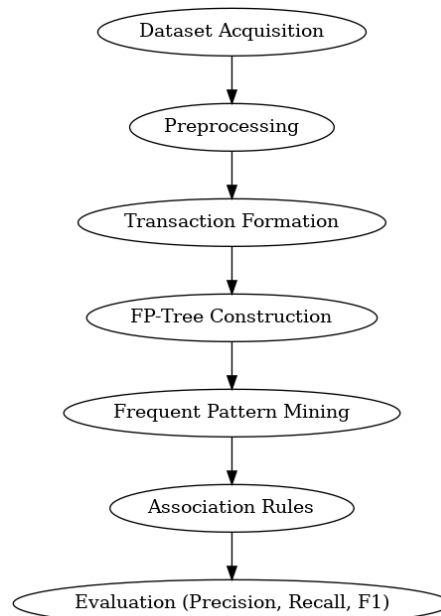 Dataset Acquisition
Preprocessing
Transaction Formation
FP-Tree Construction
Frequent Pattern Mining
Association Rules
Evaluation (Precision, Recall, F1)